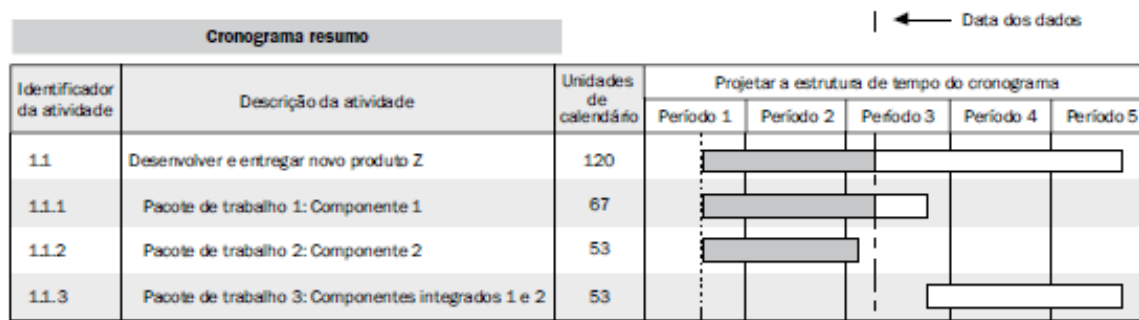 Data dos dados
Cronograma resumo
Identificador da atividade
Descrição da atividade
Unidades de calendário
Projetar a estrutura de tempo do cronograma
Período 1 Período 2 Período 3 Período 4 Período 5
1.1 Desenvolver e entregar novo produto Z 120
1.1.1 Pacote de trabalho 1: Componente 1 67
1.1.2 Pacote de trabalho 2: Componente 2 53
1.1.3 Pacote de trabalho 3: Componentes integrados 1 e 2 53